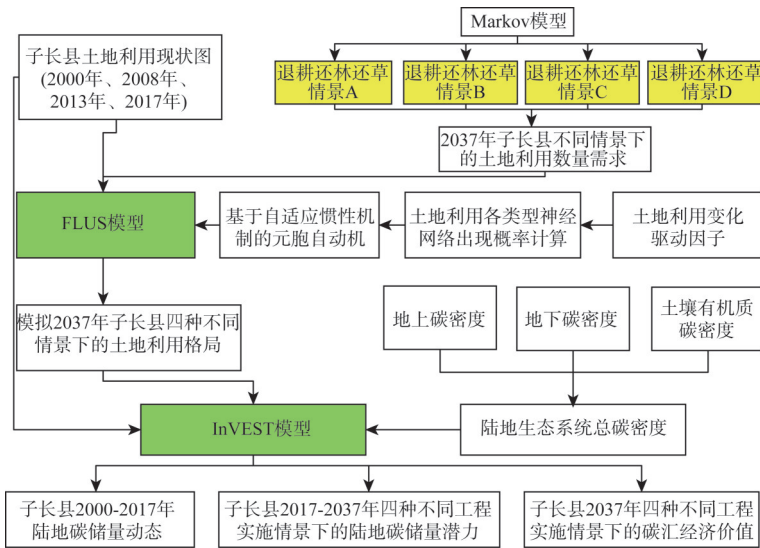 Markov模型
子长县土地利用现状图
(2000年、2008年、
2013年、2017年)
退耕还林还草
情景A
退耕还林还草
情景B
退耕还林还草
情景C
退耕还林还草
情景D
2037年子长县不同情景下
的土地利用数量需求
FLUS模型
基于自适应惯性机
制的元胞自动机
土地利用各类型神经
网络出现概率计算
土地利用变化
驱动因子
模拟2037年子长县四种不同
情景下的土地利用格局
地上碳密度
地下碳密度
土壤有机质
碳密度
InVEST模型
陆地生态系统总碳密度
子长县2000-2017年
陆地碳储量动态
子长县2017-2037年四种不同工程
实施情景下的陆地碳储量潜力
子长县2037年四种不同工程
实施情景下的碳汇经济价值